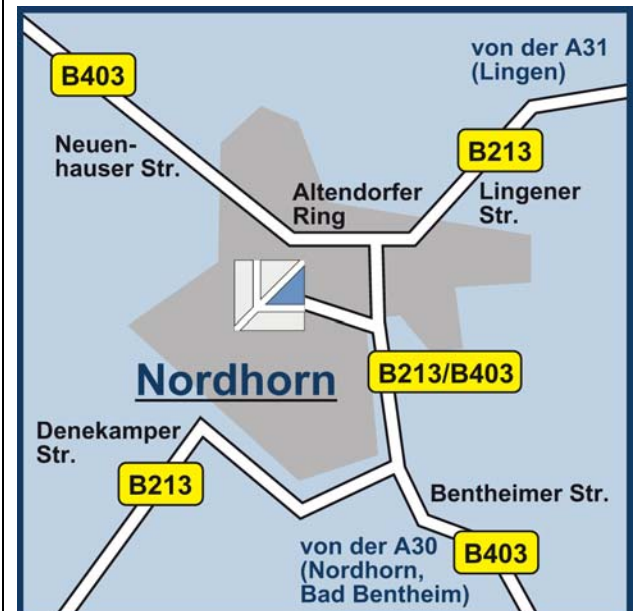 von der A31
(Lingen)
B403
Neuen-
hauser Str.
B213
Altendorfer
Ring
Lingener
Str.
B213/B403
Nordhorn
Denekamper
Str.
B213
Bentheimer Str.
von der A30
(Nordhorn,
Bad Bentheim)
B403